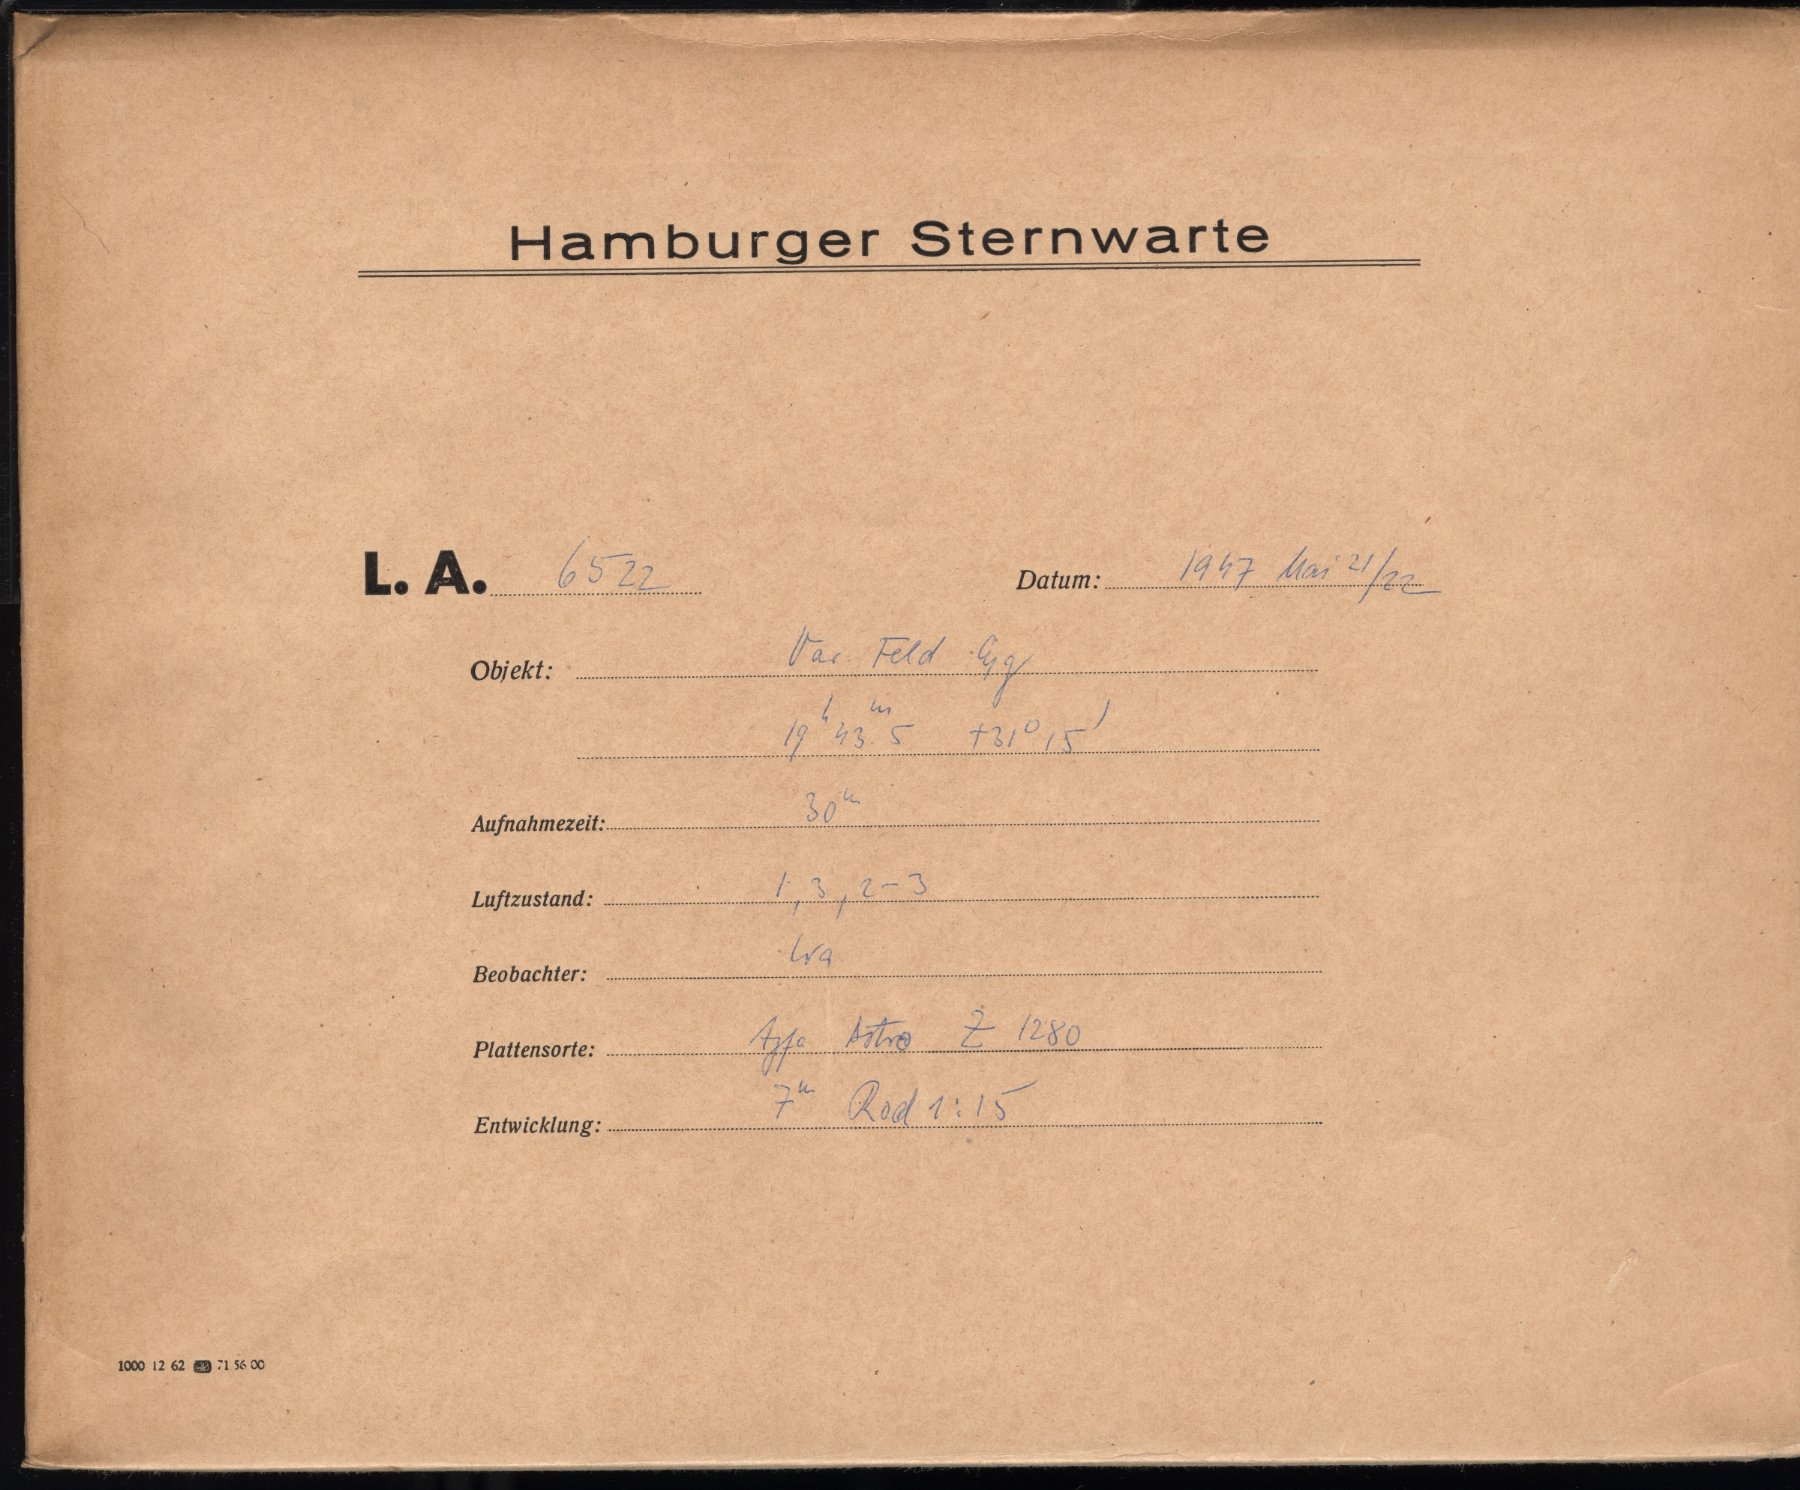 Hamburger Sternwarte
L. A. 6522 Datum: 1947 Mai 21/22
Objekt: Var. Feld Cyg
19h 43m.5 +31° 15'
Aufnahmezeit: 30m
Luftzustand: 1, 3, 2-3
Beobachter: Wa
Plattensorte: Agfa Astro Z 1280
Entwicklung: 7m Rod 1:15
1000 12 62 71 56 00